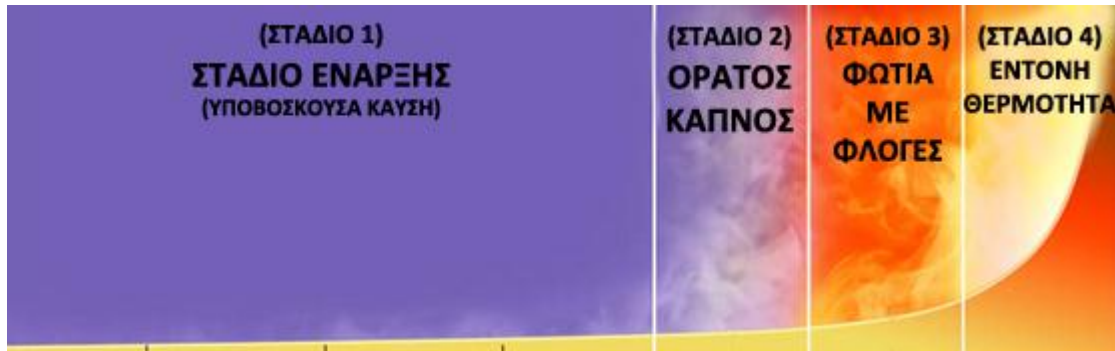 (ΣΤΑΔΙΟ 1)
ΣΤΑΔΙΟ ΕΝΑΡΞΗΣ
(ΥΠΟΒΟΣΚΟΥΣΑ ΚΑΥΣΗ)
(ΣΤΑΔΙΟ 2)
ΟΡΑΤΟΣ
ΚΑΠΝΟΣ
(ΣΤΑΔΙΟ 3)
ΦΩΤΙΑ
ΜΕ
ΦΛΟΓΕΣ
(ΣΤΑΔΙΟ 4)
ΕΝΤΟΝΗ
ΘΕΡΜΟΤΗΤΑ